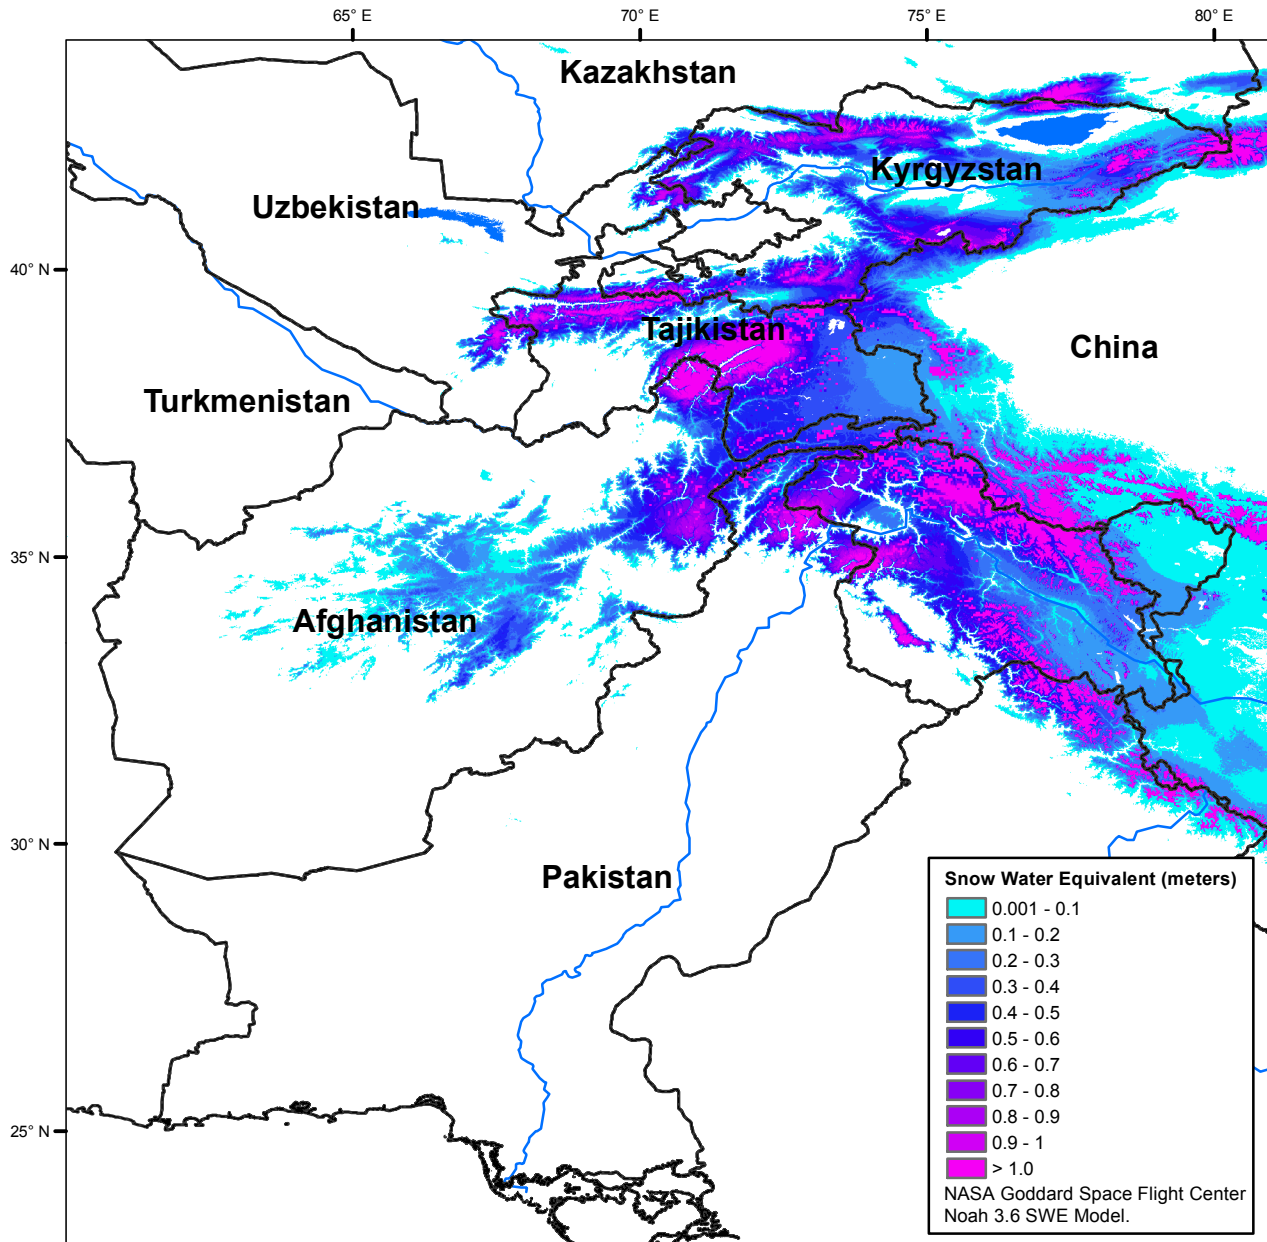 65° E 70° E 75° E 80° E
Kazakhstan
Kyrgyzstan
Uzbekistan
40° N
Tajikistan
China
Turkmenistan
35° N
Afghanistan
30° N
Pakistan
25° N
Snow Water Equivalent (meters)
0.001 - 0.1
0.1 - 0.2
0.2 - 0.3
0.3 - 0.4
0.4 - 0.5
0.5 - 0.6
0.6 - 0.7
0.7 - 0.8
0.8 - 0.9
0.9 - 1
> 1.0
NASA Goddard Space Flight Center
Noah 3.6 SWE Model.